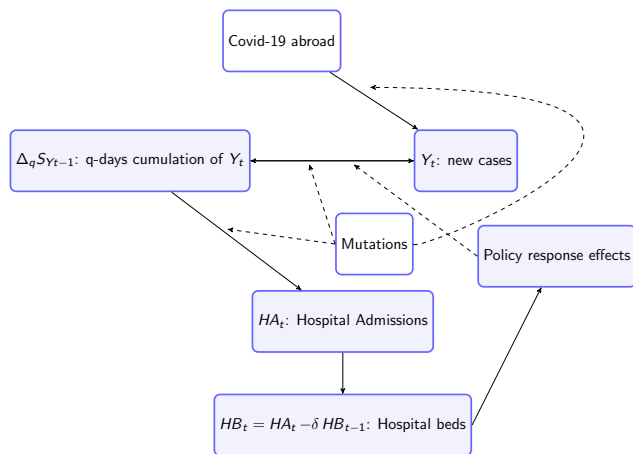 Covid-19 abroad
Δ_q S_{Yt−1}: q-days cumulation of Y_t
Y_t: new cases
Mutations
Policy response effects
HA_t: Hospital Admissions
HB_t = HA_t − δ HB_{t−1}: Hospital beds